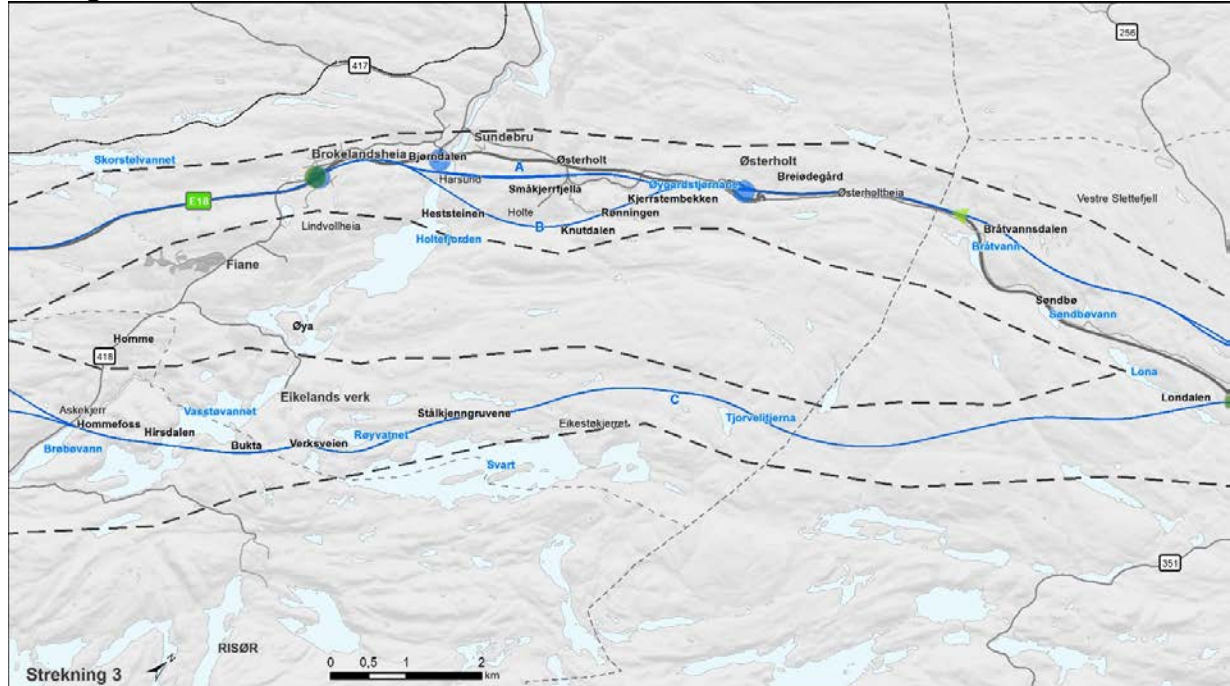 256
417
Sundebru
Skorstølvannet
Brokelandsheia
Bjørndalen
Østerholt
Østerholt
A
Harsund
Breiødegård
Småkjerrfjella
Øygardstjørnane
E18
Kjerrstembekken
Østerholtheia
Vestre Slettefjell
Heststeinen
Holte
Rønningen
Lindvollheia
B
Knutdalen
Bråtvannsdalen
Holtefjorden
Bråtvann
Fiane
Søndbø
Søndbøvann
Øya
Homme
418
Lona
Eikelands verk
C
Londalen
Askekjerr
Vasstøvannet
Stålkjenngruvene
Tjorvelitjerna
Hommefoss
Eikestøkjerret
Hirsdalen
Røyvatnet
Bukta
Verksveien
Brøbøvann
Svart
351
RISØR
0 0,5 1 2
km
Strekning 3